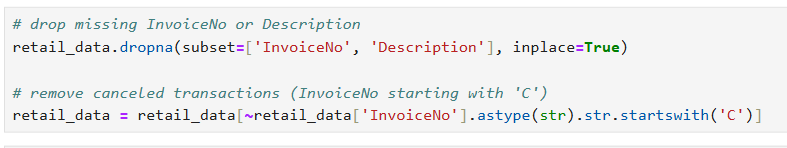 # drop missing InvoiceNo or Description
retail_data.dropna(subset=['InvoiceNo', 'Description'], inplace=True)
# remove canceled transactions (InvoiceNo starting with 'C')
retail_data = retail_data[~retail_data['InvoiceNo'].astype(str).str.startswith('C')]